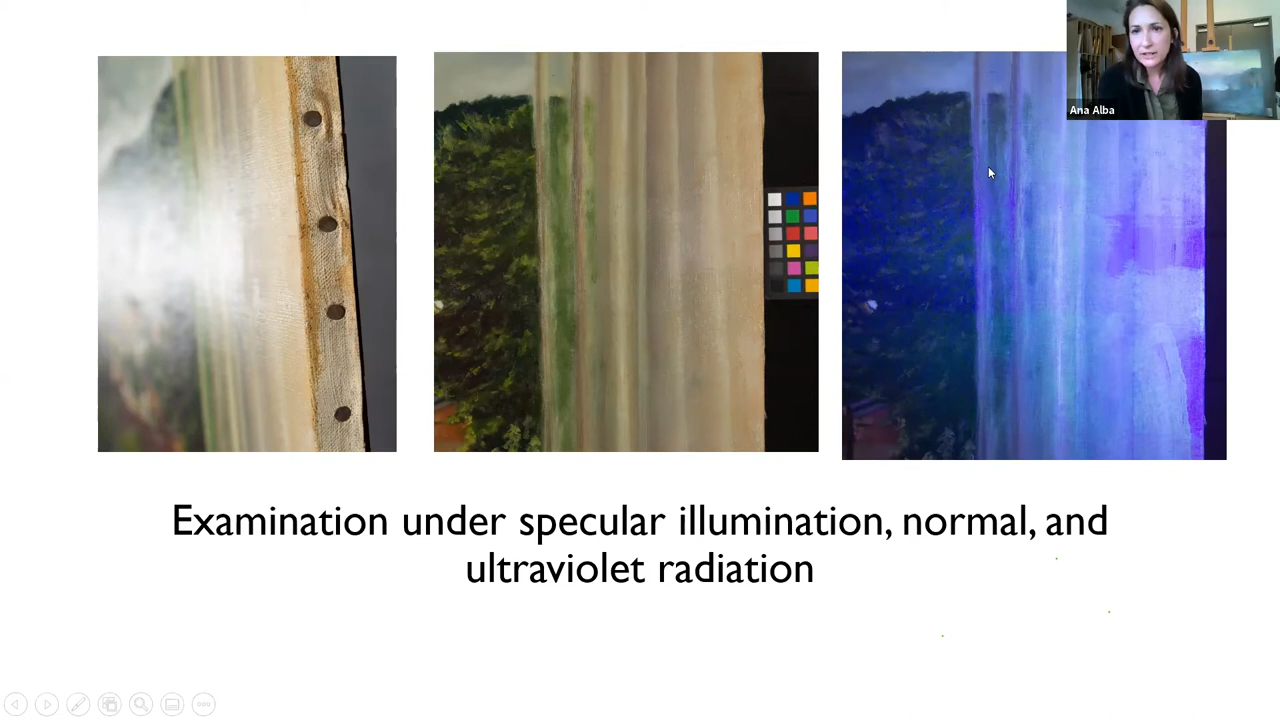 Ana Alba
Examination under specular illumination, normal, and
ultraviolet radiation